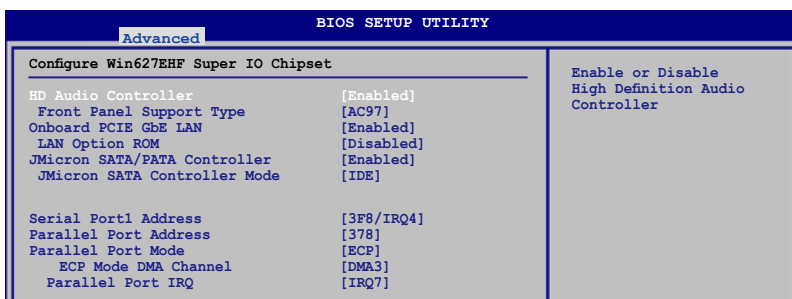 BIOS SETUP UTILITY
Advanced
Configure Win627EHF Super IO Chipset
HD Audio Controller [Enabled]
Front Panel Support Type [AC97]
Onboard PCIE GbE LAN [Enabled]
LAN Option ROM [Disabled]
JMicron SATA/PATA Controller [Enabled]
JMicron SATA Controller Mode [IDE]
Serial Port1 Address [3F8/IRQ4]
Parallel Port Address [378]
Parallel Port Mode [ECP]
ECP Mode DMA Channel [DMA3]
Parallel Port IRQ [IRQ7]
Enable or Disable
High Definition Audio
Controller